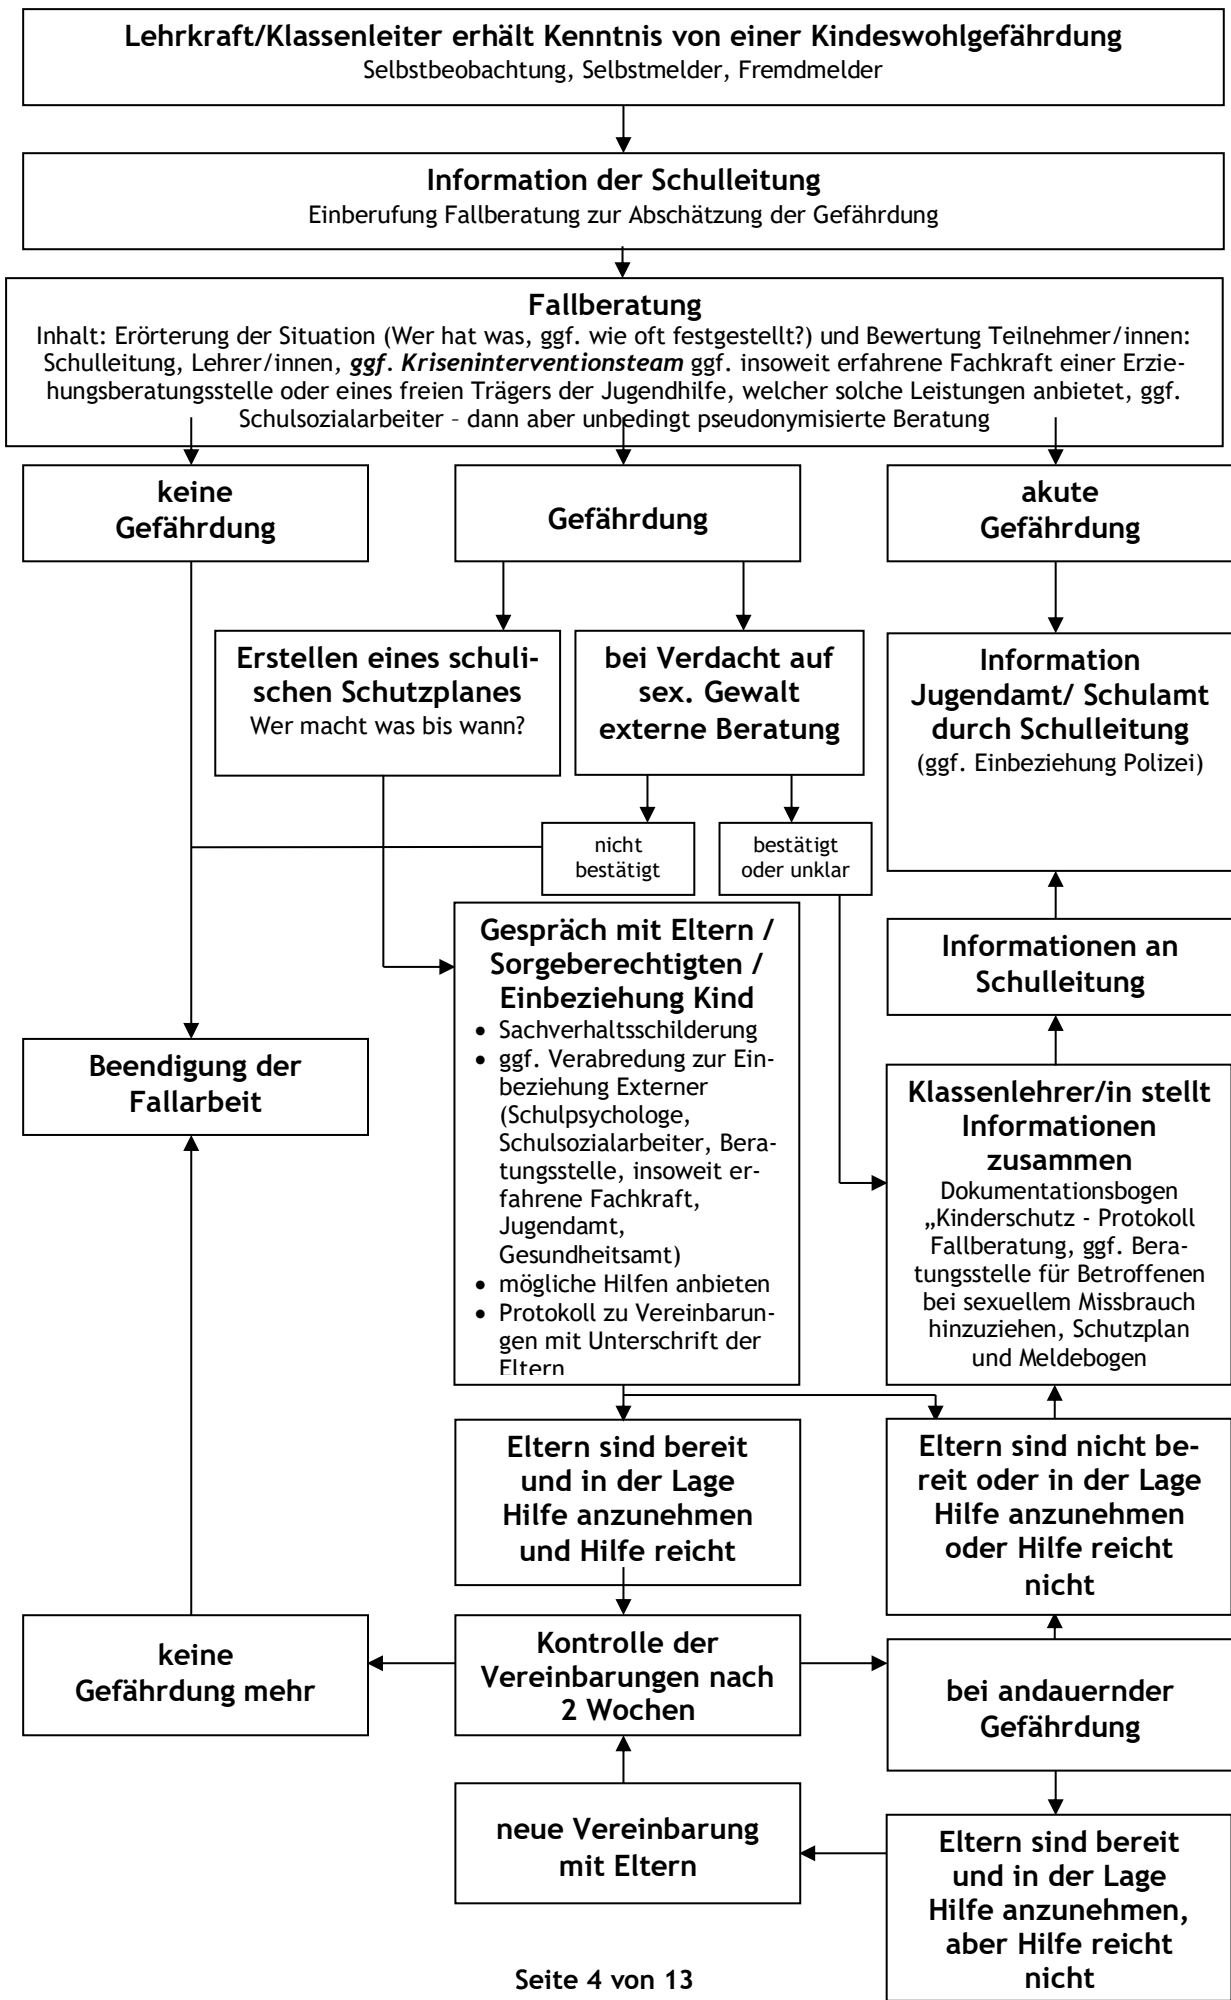 Lehrkraft/Klassenleiter erhält Kenntnis von einer Kindeswohlgefährdung
Selbstbeobachtung, Selbstmelder, Fremdmelder
Information der Schulleitung
Einberufung Fallberatung zur Abschätzung der Gefährdung
Fallberatung
Inhalt: Erörterung der Situation (Wer hat was, ggf. wie oft festgestellt?) und Bewertung Teilnehmer/innen:
Schulleitung, Lehrer/innen, ggf. Kriseninterventionsteam ggf. insoweit erfahrene Fachkraft einer Erzie-
hungsberatungsstelle oder eines freien Trägers der Jugendhilfe, welcher solche Leistungen anbietet, ggf.
Schulsozialarbeiter – dann aber unbedingt pseudonymisierte Beratung
keine
Gefährdung
Gefährdung
akute
Gefährdung
Erstellen eines schuli-
schen Schutzplanes
Wer macht was bis wann?
bei Verdacht auf
sex. Gewalt
externe Beratung
Information
Jugendamt/ Schulamt
durch Schulleitung
(ggf. Einbeziehung Polizei)
nicht
bestätigt
bestätigt
oder unklar
Gespräch mit Eltern /
Sorgeberechtigten /
Einbeziehung Kind
• Sachverhaltsschilderung
• ggf. Verabredung zur Ein-
beziehung Externer
(Schulpsychologe,
Schulsozialarbeiter, Bera-
tungsstelle, insoweit er-
fahrene Fachkraft,
Jugendamt,
Gesundheitsamt)
• mögliche Hilfen anbieten
• Protokoll zu Vereinbarun-
gen mit Unterschrift der
Eltern
Informationen an
Schulleitung
Beendigung der
Fallarbeit
Klassenlehrer/in stellt
Informationen
zusammen
Dokumentationsbogen
„Kinderschutz - Protokoll
Fallberatung, ggf. Bera-
tungsstelle für Betroffenen
bei sexuellem Missbrauch
hinzuziehen, Schutzplan
und Meldebogen
Eltern sind bereit
und in der Lage
Hilfe anzunehmen
und Hilfe reicht
Eltern sind nicht be-
reit oder in der Lage
Hilfe anzunehmen
oder Hilfe reicht
nicht
keine
Gefährdung mehr
Kontrolle der
Vereinbarungen nach
2 Wochen
bei andauernder
Gefährdung
neue Vereinbarung
mit Eltern
Eltern sind bereit
und in der Lage
Hilfe anzunehmen,
aber Hilfe reicht
nicht
Seite 4 von 13